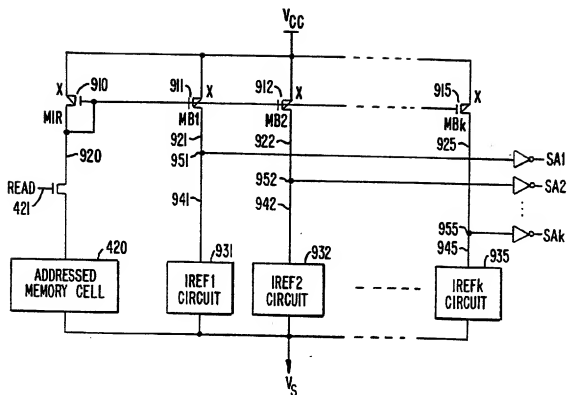 VCC
X 910 911 X 912 X 915 X
MIR MB1 MB2 MBk
920 921 922 925
951 SA1
READ 952 SA2
421 941 942 955 SAk
945
420 931 932 935
ADDRESSED MEMORY CELL
IREF1 CIRCUIT
IREF2 CIRCUIT
IREFk CIRCUIT
VS